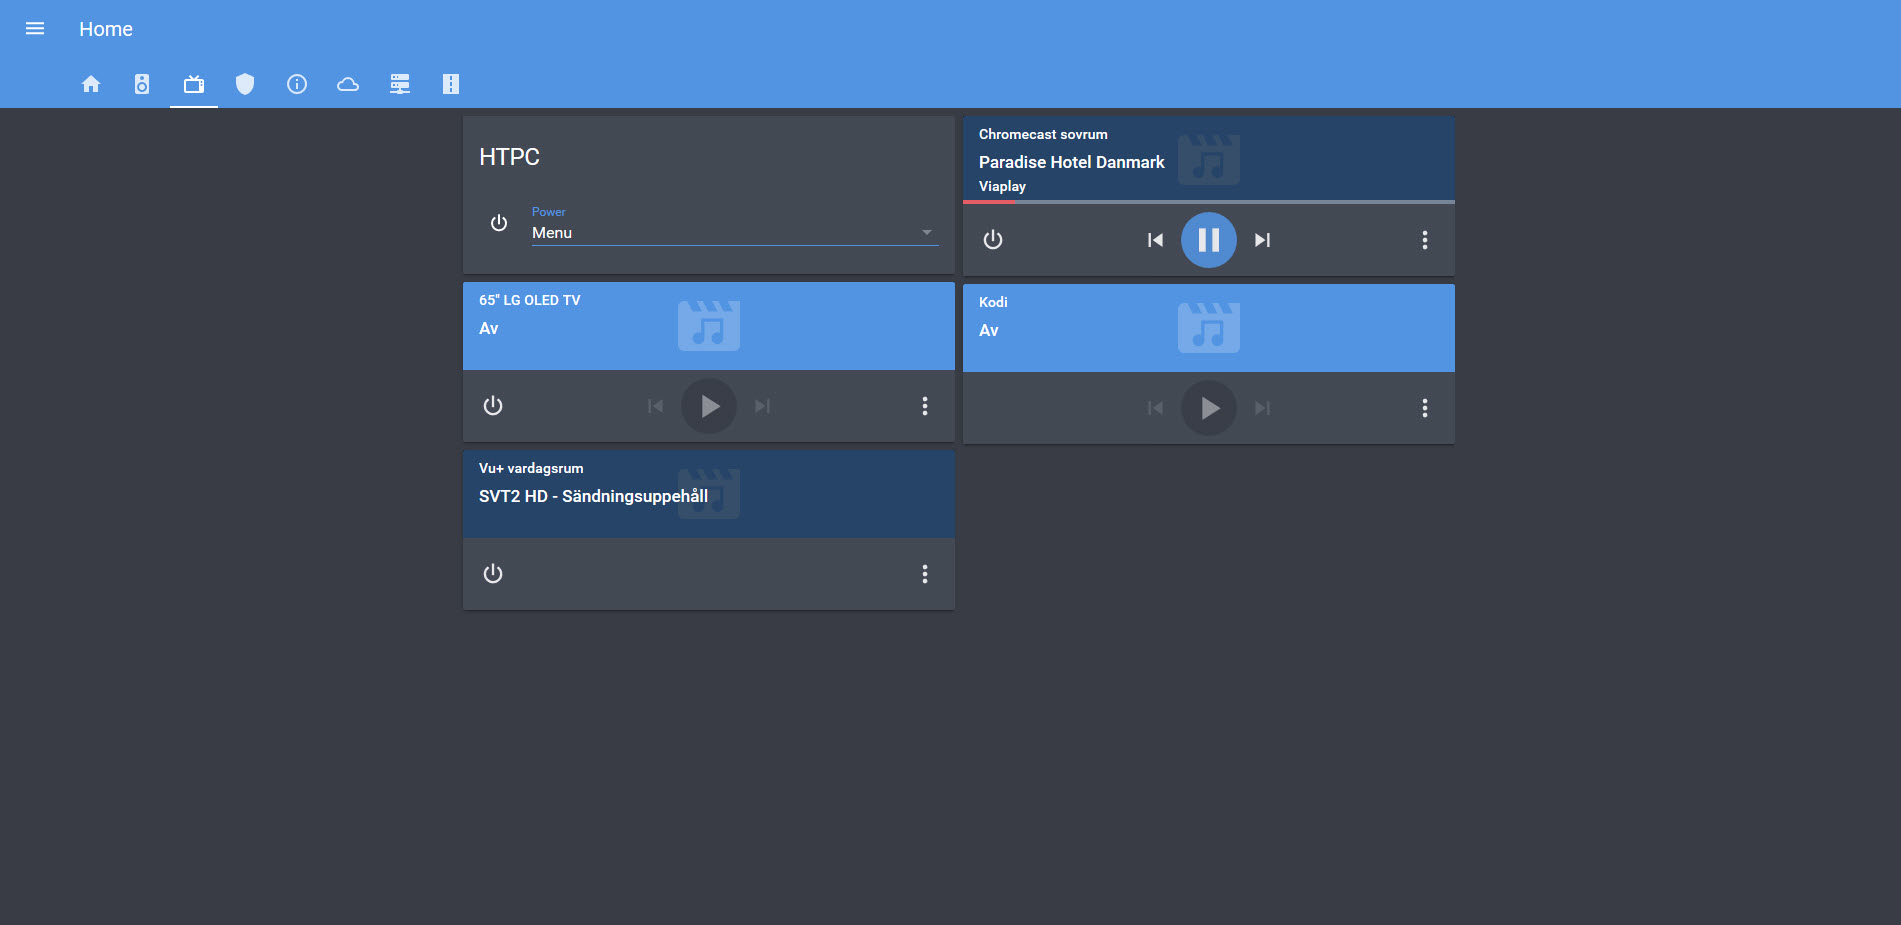 Home
HTPC
Power
Menu
65" LG OLED TV
Av
Vu+ vardagsrum
SVT2 HD - Sändningsuppehåll
Chromecast sovrum
Paradise Hotel Danmark
Viaplay
Kodi
Av